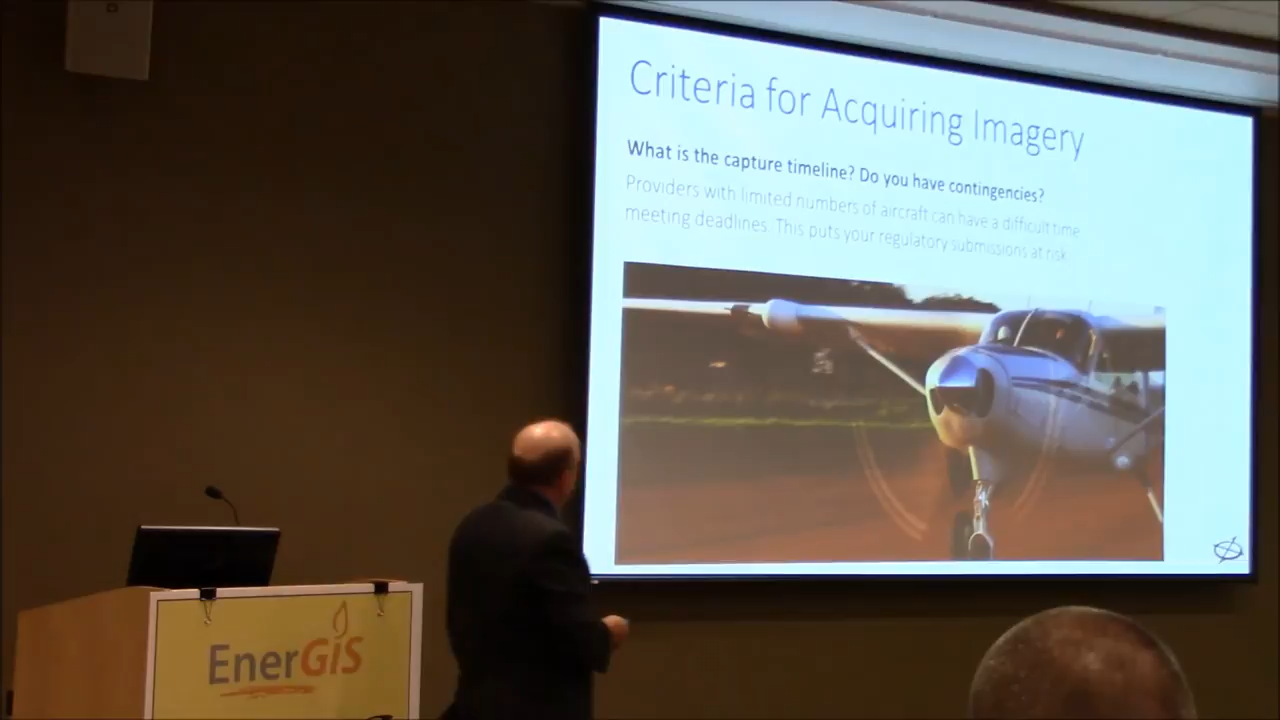 Criteria for Acquiring Imagery
What is the capture timeline? Do you have contingencies?
Providers with limited numbers of aircraft can have a difficult time
meeting deadlines. This puts your regulatory submissions at risk
EnerGiS